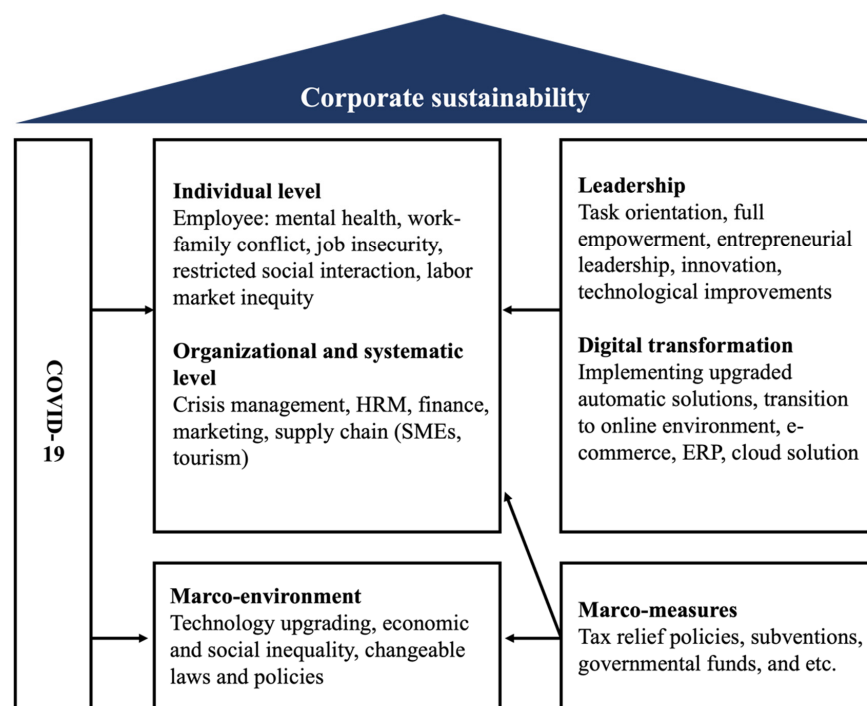 Corporate sustainability
COVID-19
Individual level
Employee: mental health, work-
family conflict, job insecurity,
restricted social interaction, labor
market inequity
Organizational and systematic
level
Crisis management, HRM, finance,
marketing, supply chain (SMEs,
tourism)
Leadership
Task orientation, full
empowerment, entrepreneurial
leadership, innovation,
technological improvements
Digital transformation
Implementing upgraded
automatic solutions, transition
to online environment, e-
commerce, ERP, cloud solution
Marco-environment
Technology upgrading, economic
and social inequality, changeable
laws and policies
Marco-measures
Tax relief policies, subventions,
governmental funds, and etc.